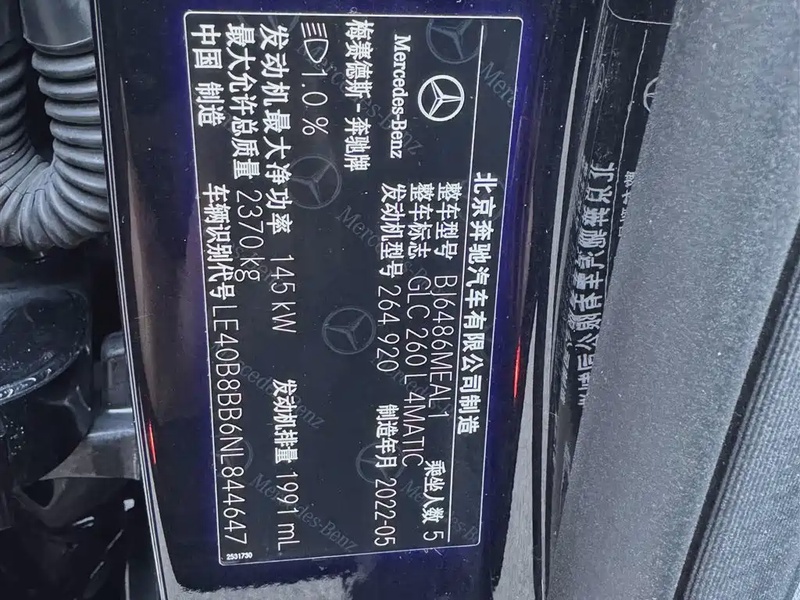 北京奔驰汽车有限公司制造
Mercedes-Benz
整车型号 BJ6486MEAL1 乘坐人数 5
整车标志 GLC 260 L 4MATIC
梅赛德斯-奔驰牌 发动机型号 264 920 制造年月 2022-05
1.0 %
发动机最大净功率 145 kW 发动机排量 1991 mL
最大允许总质量 2370 kg
车辆识别代号 LE40B8BB6NL844647
中国 制造
2531730